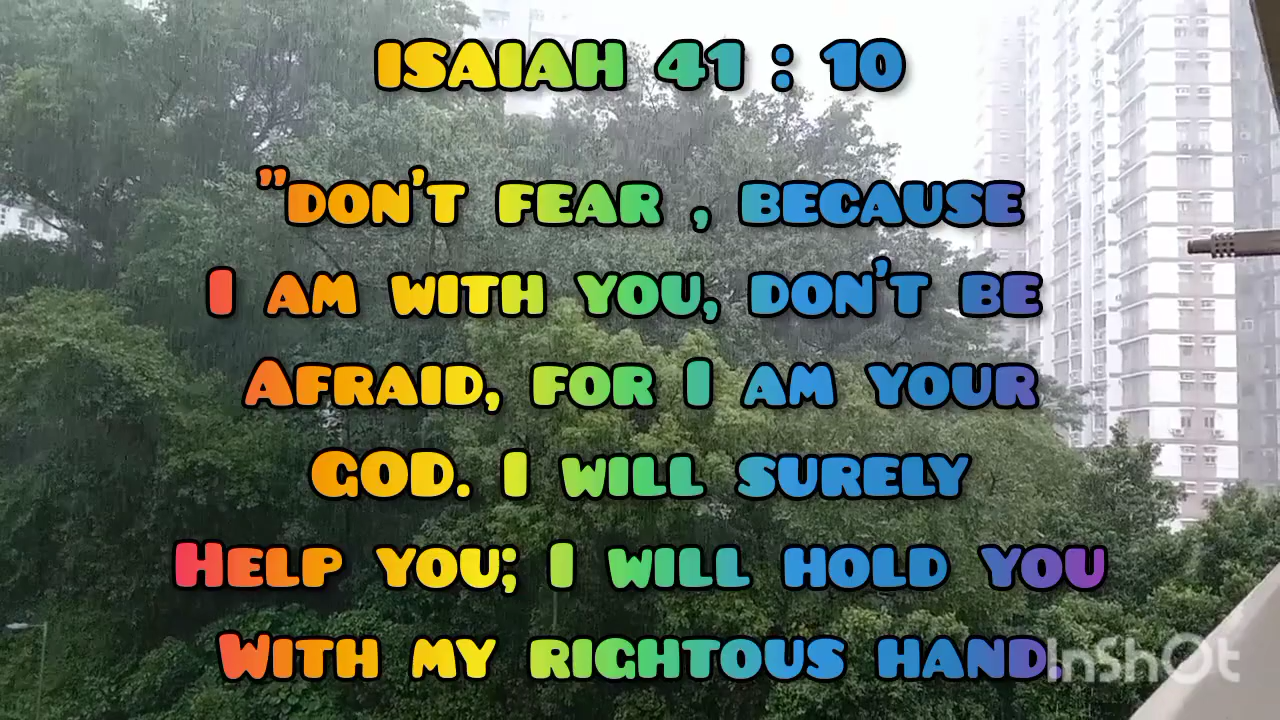 ISAIAH 41 : 10
"DON'T FEAR , BECAUSE
I AM WITH YOU, DON'T BE
AFRAID, FOR I AM YOUR
GOD. I WILL SURELY
HELP YOU; I WILL HOLD YOU
WITH MY RIGHTOUS HAND.
InShOt